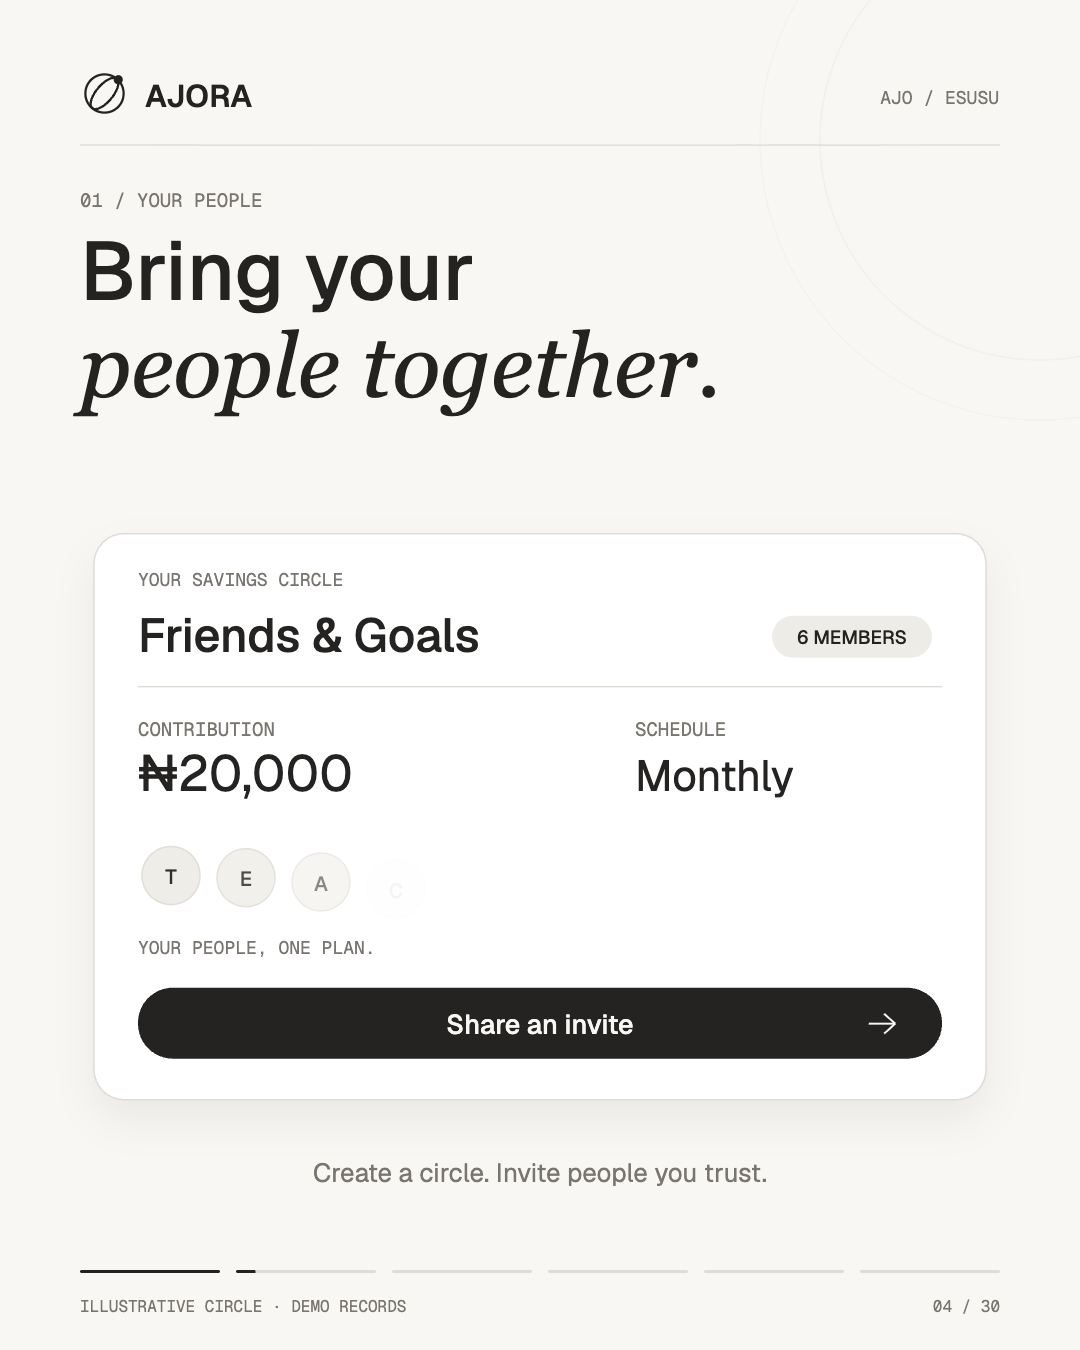 AJORA
AJO / ESUSU
01 / YOUR PEOPLE
Bring your
people together.
YOUR SAVINGS CIRCLE
Friends & Goals
6 MEMBERS
CONTRIBUTION
SCHEDULE
₦20,000
Monthly
T E A C
YOUR PEOPLE, ONE PLAN.
Share an invite
Create a circle. Invite people you trust.
ILLUSTRATIVE CIRCLE · DEMO RECORDS
04 / 30